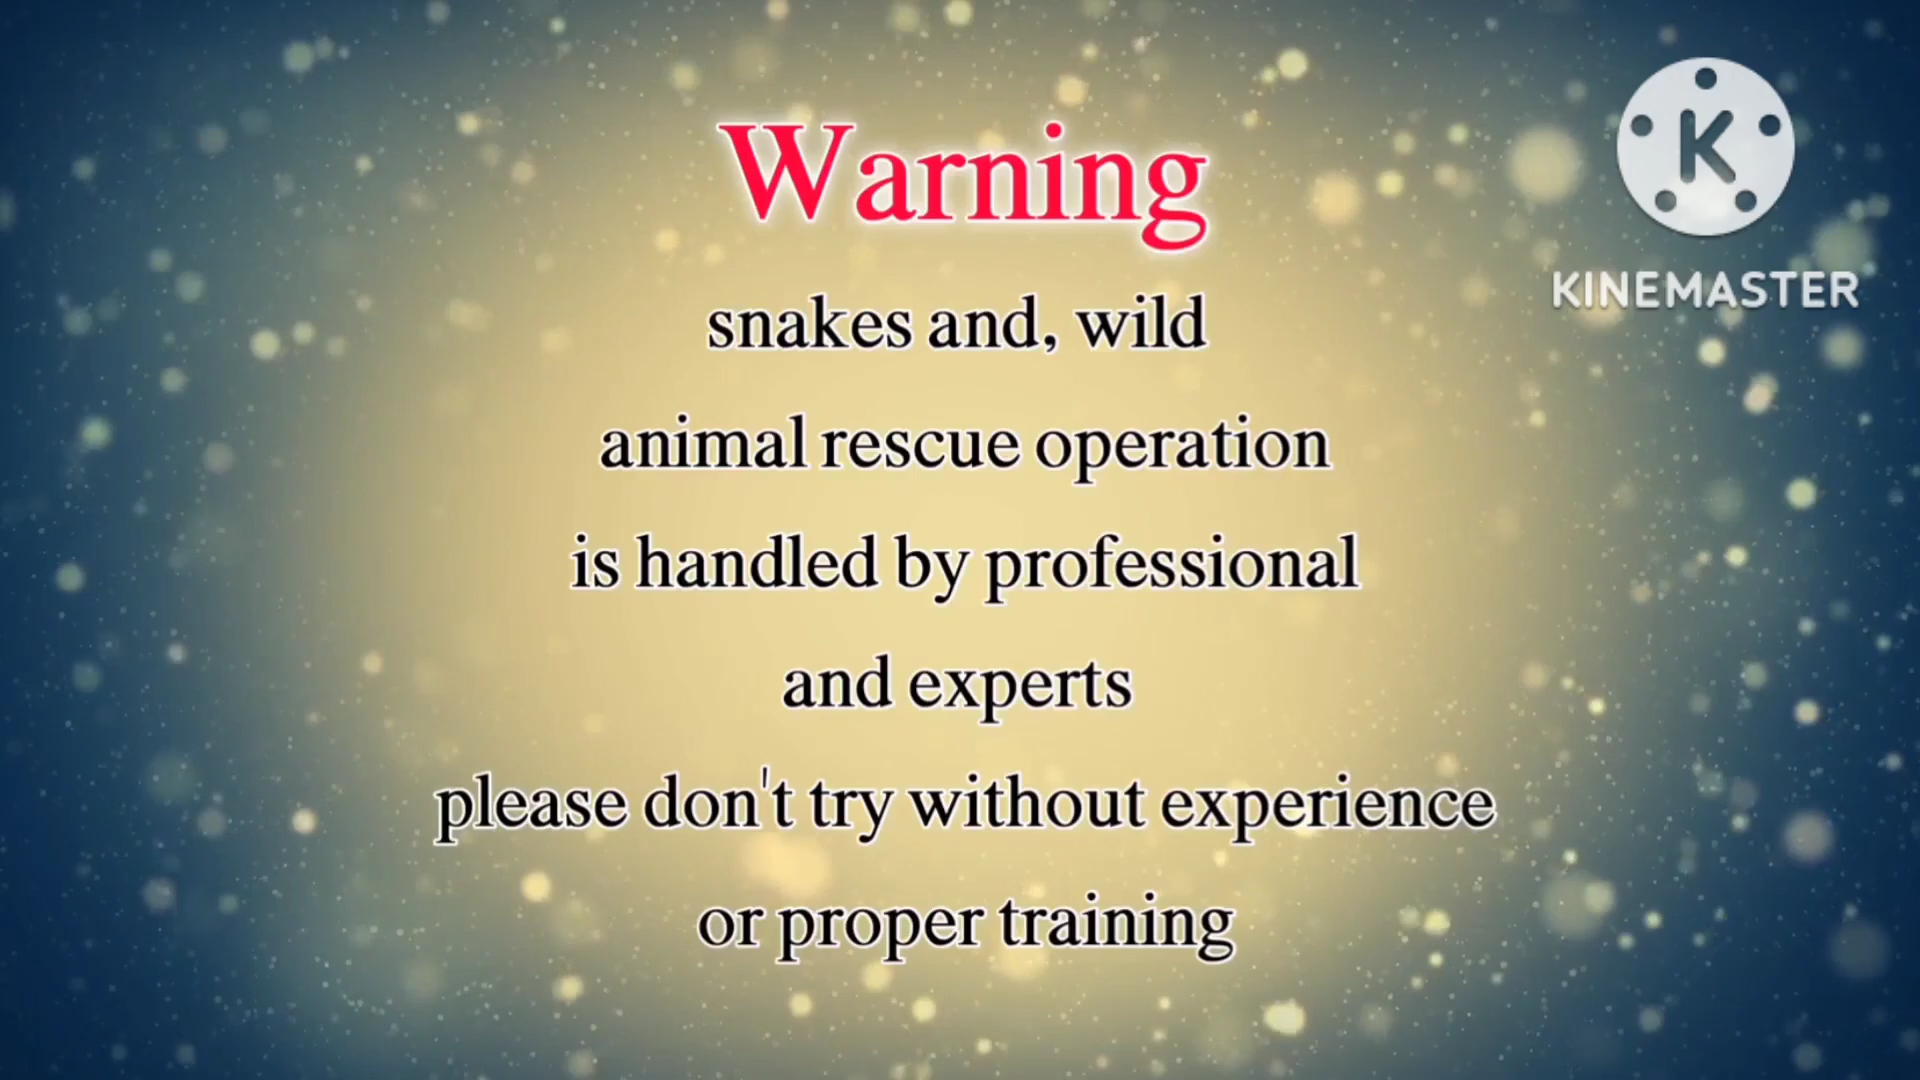 Warning
K
KINEMASTER
snakes and, wild
animal rescue operation
is handled by professional
and experts
please don't try without experience
or proper training